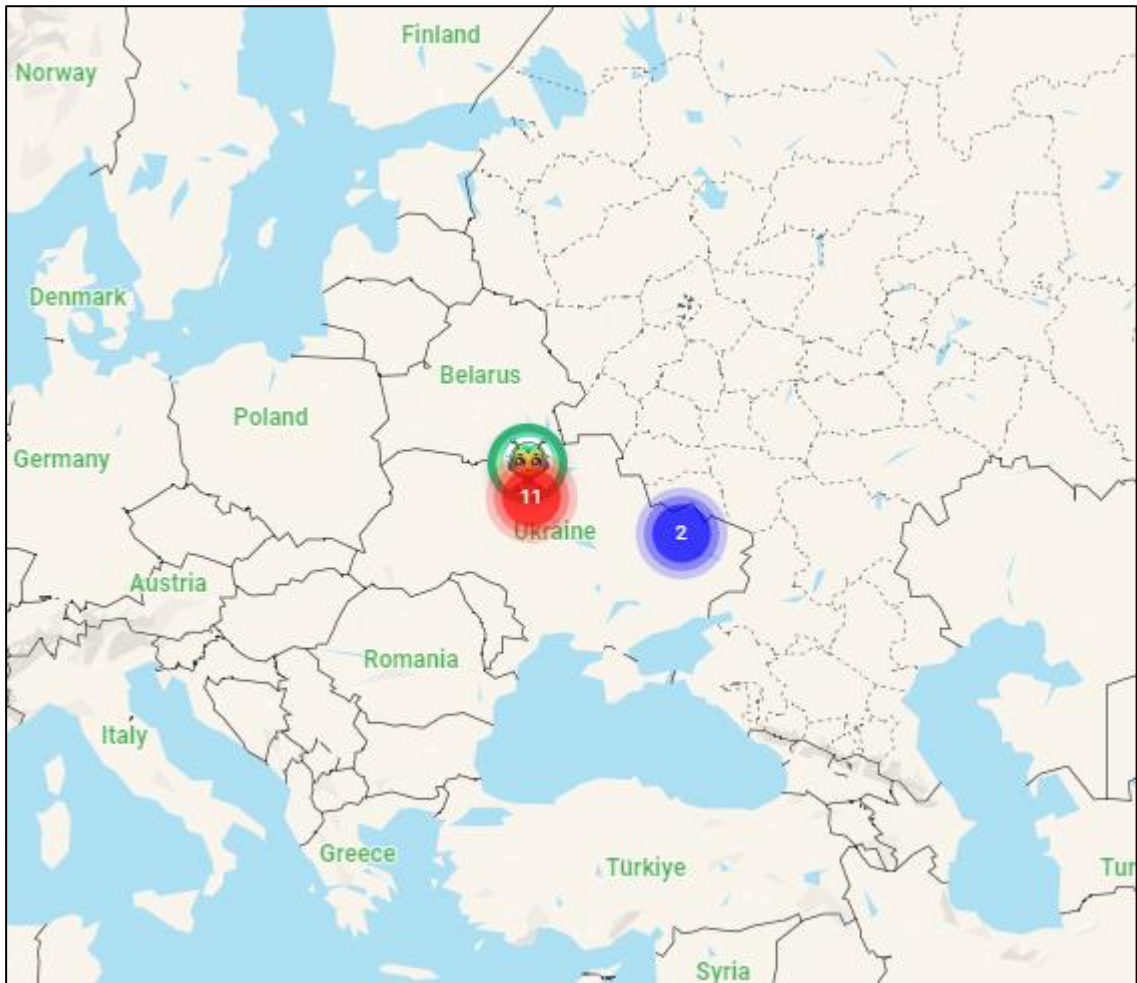 Finland
Norway
Denmark
Belarus
Poland
Germany
11
Ukraine
2
Austria
Romania
Italy
Greece
Türkiye
Tur
Syria